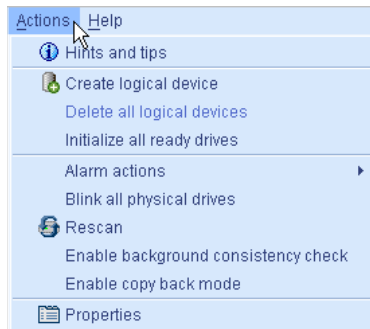 Actions Help
Hints and tips
Create logical device
Delete all logical devices
Initialize all ready drives
Alarm actions
Blink all physical drives
Rescan
Enable background consistency check
Enable copy back mode
Properties